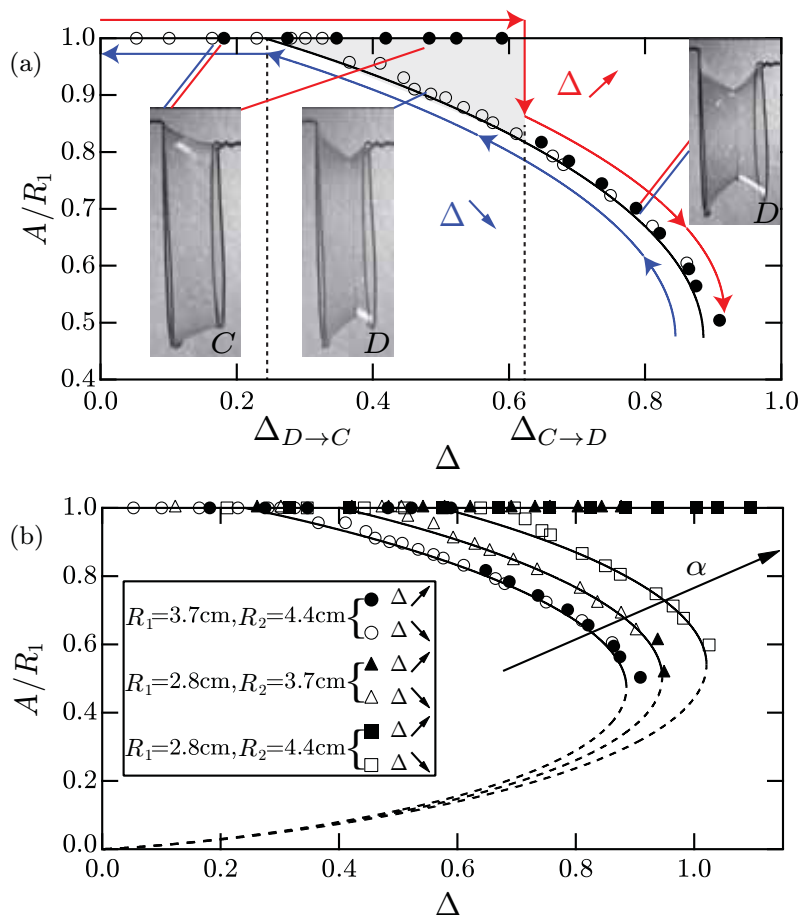 (a)
A/R₁
1.0
0.9
0.8
0.7
0.6
0.5
0.4
Δ ↗
Δ ↘
C
D
D
0.0 0.2 0.4 0.6 0.8 1.0
Δ_{D→C} Δ_{C→D}
Δ
(b)
A/R₁
1.0
0.8
0.6
0.4
0.2
0.0
α
R₁=3.7cm, R₂=4.4cm { ● Δ ↗
○ Δ ↘
R₁=2.8cm, R₂=3.7cm { ▲ Δ ↗
△ Δ ↘
R₁=2.8cm, R₂=4.4cm { ■ Δ ↗
□ Δ ↘
0.0 0.2 0.4 0.6 0.8 1.0
Δ